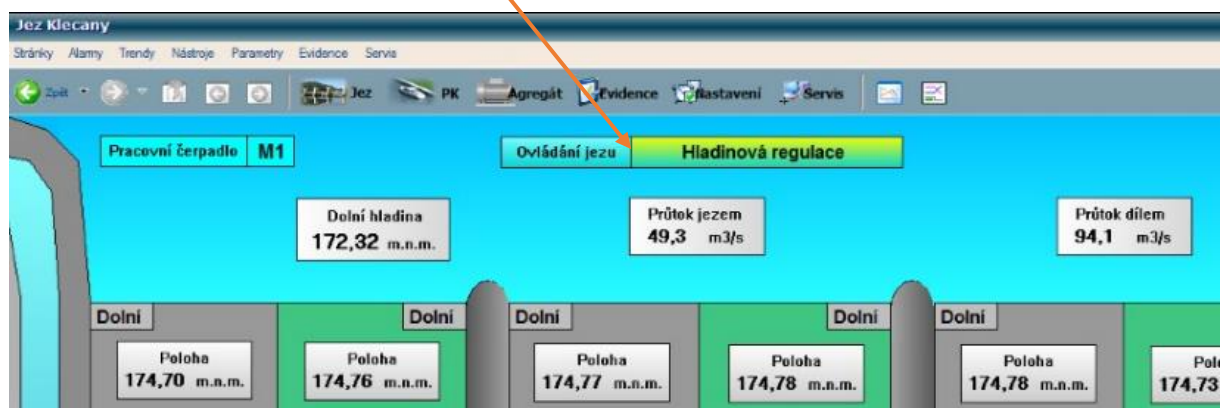 Jez Klecany
Stránky Alarmy Trendy Nástroje Parametry Evidence Servis
Zpět Jez PK Agregát Evidence Nastavení Servis
Pracovní čerpadlo M1 Ovládání jezu Hladinová regulace
Dolní hladina Průtok jezem Průtok dílem
172,32 m.n.m. 49,3 m3/s 94,1 m3/s
Dolní Dolní Dolní Dolní Dolní
Poloha Poloha Poloha Poloha Poloha
174,70 m.n.m. 174,76 m.n.m. 174,77 m.n.m. 174,78 m.n.m. 174,78 m.n.m. 174,73